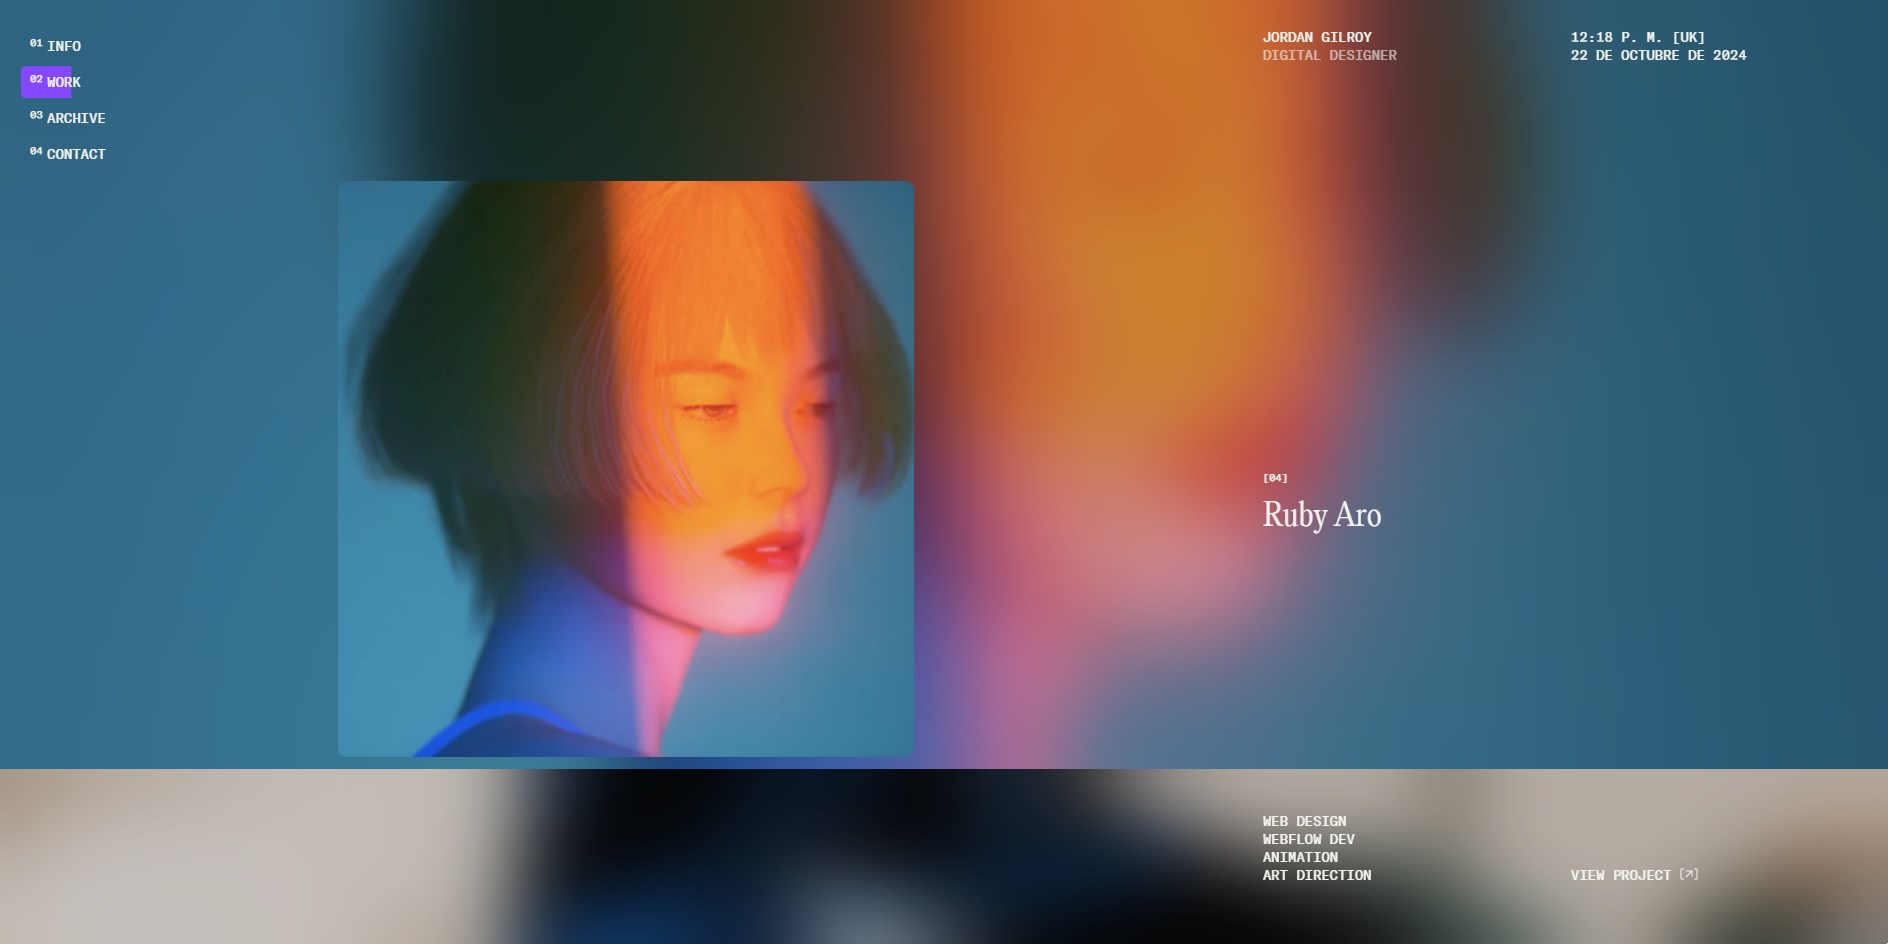 01 INFO
02 WORK
03 ARCHIVE
04 CONTACT
JORDAN GILROY
DIGITAL DESIGNER
12:18 P. M. [UK]
22 DE OCTUBRE DE 2024
[04]
Ruby Aro
WEB DESIGN
WEBFLOW DEV
ANIMATION
ART DIRECTION
VIEW PROJECT [↗]